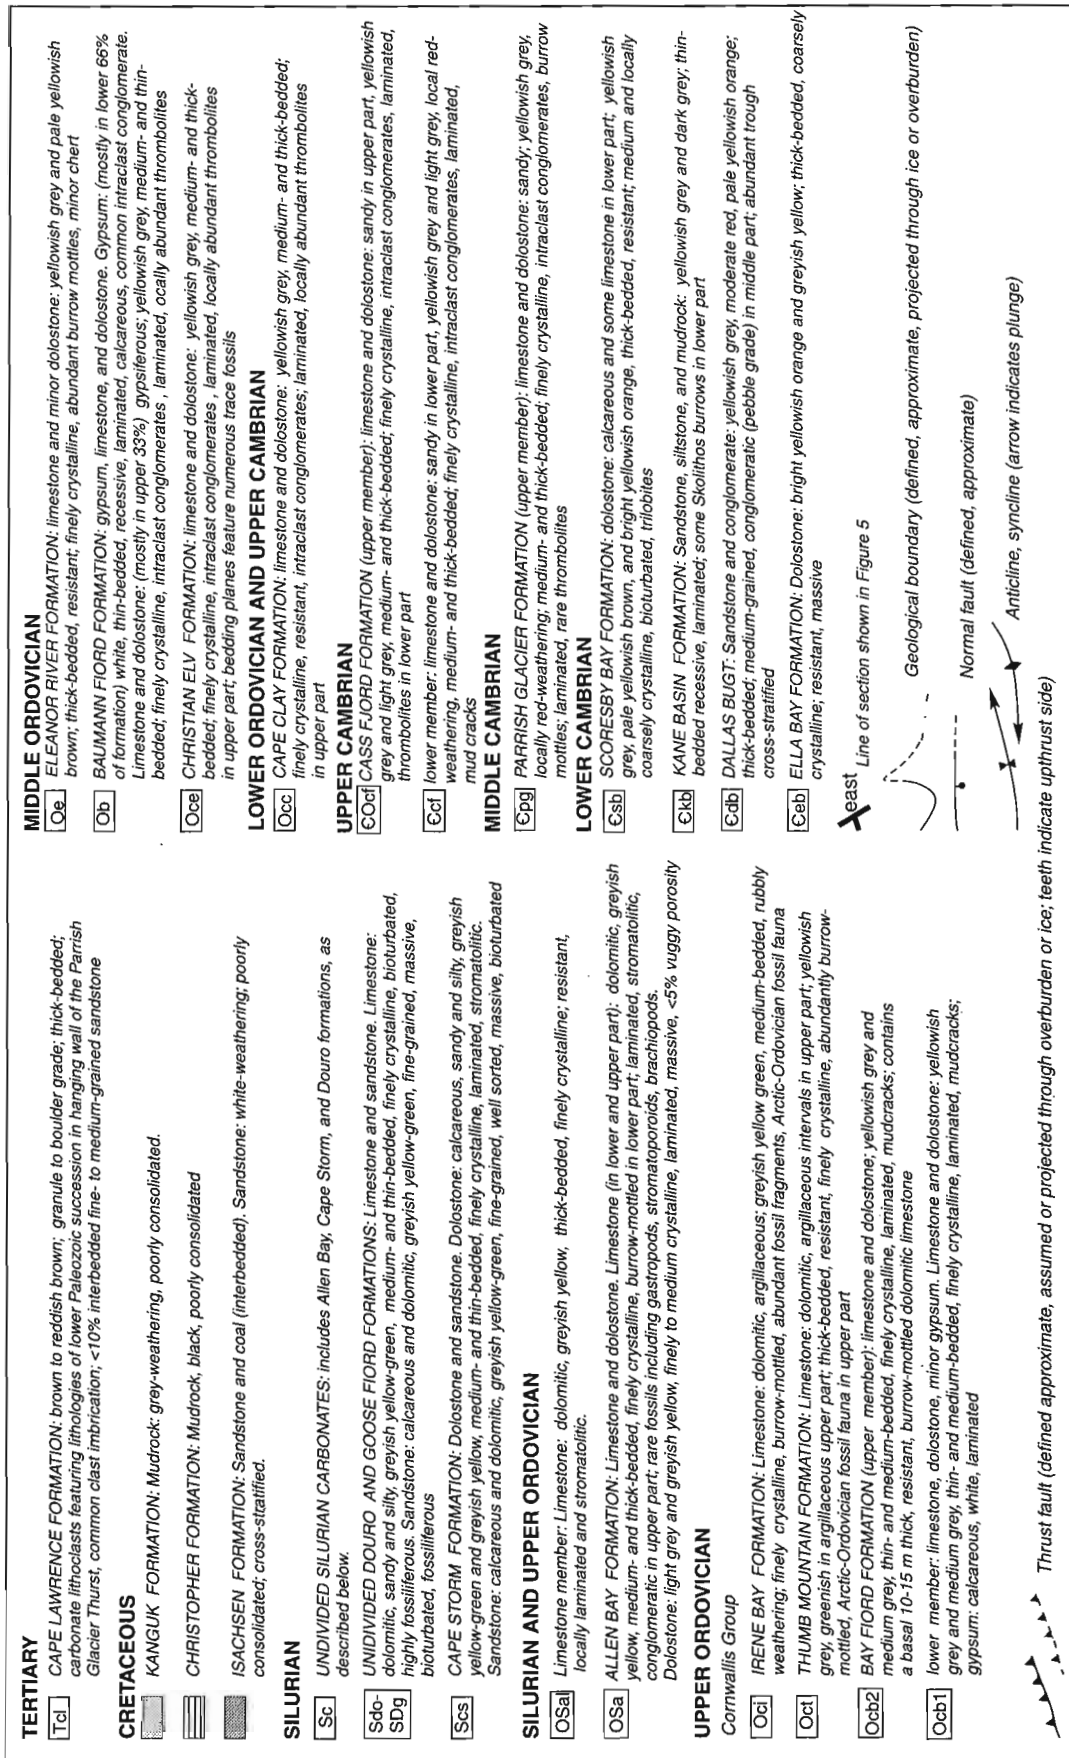 TERTIARY
Tcl
CAPE LAWRENCE FORMATION: brown to reddish brown; granule to boulder grade; thick-bedded;
carbonate lithoclasts featuring lithologies of lower Paleozoic succession in hanging wall of the Parrish
Glacier Thurst, common clast imbrication; <10% interbedded fine- to medium-grained sandstone
CRETACEOUS
KANGUK FORMATION: Mudrock: grey-weathering, poorly consolidated.
CHRISTOPHER FORMATION: Mudrock, black, poorly consolidated
ISACHSEN FORMATION: Sandstone and coal (interbedded). Sandstone: white-weathering; poorly
consolidated; cross-stratified.
SILURIAN
Sc
UNDIVIDED SILURIAN CARBONATES: includes Allen Bay, Cape Storm, and Douro formations, as
described below.
Sdo-
SDg
UNIDIVIDED DOURO AND GOOSE FIORD FORMATIONS: Limestone and sandstone. Limestone:
dolomitic, sandy and silty, greyish yellow-green, medium- and thin-bedded, finely crystalline, bioturbated,
highly fossiliferous. Sandstone: calcareous and dolomitic, greyish yellow-green, fine-grained, massive,
bioturbated, fossiliferous
Scs
CAPE STORM FORMATION: Dolostone and sandstone. Dolostone: calcareous, sandy and silty, greyish
yellow-green and greyish yellow, medium- and thin-bedded, finely crystalline, laminated, stromatolitic.
Sandstone: calcareous and dolomitic, greyish yellow-green, fine-grained, well sorted, massive, bioturbated
SILURIAN AND UPPER ORDOVICIAN
OSal
Limestone member: Limestone: dolomitic, greyish yellow, thick-bedded, finely crystalline; resistant,
locally laminated and stromatolitic.
OSa
ALLEN BAY FORMATION: Limestone and dolostone. Limestone (in lower and upper part): dolomitic, greyish
yellow, medium- and thick-bedded, finely crystalline, burrow-mottled in lower part; laminated, stromatolitic,
conglomeratic in upper part; rare fossils including gastropods, stromatoporoids, brachiopods.
Dolostone: light grey and greyish yellow, finely to medium crystalline, laminated, massive, <5% vuggy porosity
UPPER ORDOVICIAN
Cornwallis Group
Oci
IRENE BAY FORMATION: Limestone: dolomitic, argillaceous; greyish yellow green, medium-bedded, rubbly
weathering; finely crystalline, burrow-mottled, abundant fossil fragments, Arctic-Ordovician fossil fauna
Oct
THUMB MOUNTAIN FORMATION: Limestone: dolomitic, argillaceous intervals in upper part; yellowish
grey, greenish in argillaceous upper part; thick-bedded, resistant, finely crystalline, abundantly burrow-
mottled, Arctic-Ordovician fossil fauna in upper part
Ocb2
BAY FIORD FORMATION (upper member): limestone and dolostone; yellowish grey and
medium grey, thin- and medium-bedded, finely crystalline, laminated, mudcracks; contains
a basal 10-15 m thick, resistant, burrow-mottled dolomitic limestone
Ocb1
lower member: limestone, dolostone, minor gypsum. Limestone and dolostone: yellowish
grey and medium grey, thin- and medium-bedded, finely crystalline, laminated, mudcracks;
gypsum: calcareous, white, laminated
MIDDLE ORDOVICIAN
Oe
ELEANOR RIVER FORMATION: limestone and minor dolostone: yellowish grey and pale yellowish
brown; thick-bedded, resistant; finely crystalline, abundant burrow mottles, minor chert
Ob
BAUMANN FIORD FORMATION: gypsum, limestone, and dolostone. Gypsum: (mostly in lower 66%
of formation) white, thin-bedded, recessive, laminated, calcareous, common intraclast conglomerate.
Limestone and dolostone: (mostly in upper 33%) gypsiferous; yellowish grey, medium- and thin-
bedded; finely crystalline, intraclast conglomerates , laminated, ocally abundant thrombolites
Oce
CHRISTIAN ELV FORMATION: limestone and dolostone: yellowish grey, medium- and thick-
bedded; finely crystalline, intraclast conglomerates , laminated, locally abundant thrombolites
in upper part; bedding planes feature numerous trace fossils
LOWER ORDOVICIAN AND UPPER CAMBRIAN
Occ
CAPE CLAY FORMATION: limestone and dolostone: yellowish grey, medium- and thick-bedded;
finely crystalline, resistant, intraclast conglomerates; laminated, locally abundant thrombolites
in upper part
UPPER CAMBRIAN
ЄOcf
CASS FJORD FORMATION (upper member): limestone and dolostone: sandy in upper part, yellowish
grey and light grey, medium- and thick-bedded; finely crystalline, intraclast conglomerates, laminated,
thrombolites in lower part
Єcf
lower member: limestone and dolostone: sandy in lower part, yellowish grey and light grey, local red-
weathering, medium- and thick-bedded; finely crystalline, intraclast conglomerates, laminated,
mud cracks
MIDDLE CAMBRIAN
Єpg
PARRISH GLACIER FORMATION (upper member): limestone and dolostone: sandy; yellowish grey,
locally red-weathering; medium- and thick-bedded; finely crystalline, intraclast conglomerates, burrow
mottles; laminated, rare thrombolites
LOWER CAMBRIAN
Єsb
SCORESBY BAY FORMATION: dolostone: calcareous and some limestone in lower part; yellowish
grey, pale yellowish brown, and bright yellowish orange, thick-bedded, resistant; medium and locally
coarsely crystalline, bioturbated, trilobites
Єkb
KANE BASIN FORMATION: Sandstone, siltstone, and mudrock: yellowish grey and dark grey; thin-
bedded recessive, laminated; some Skolithos burrows in lower part
Єdb
DALLAS BUGT: Sandstone and conglomerate: yellowish grey, moderate red, pale yellowish orange;
thick-bedded; medium-grained, conglomeratic (pebble grade) in middle part; abundant trough
cross-stratified
Єeb
ELLA BAY FORMATION: Dolostone: bright yellowish orange and greyish yellow; thick-bedded, coarsely
crystalline; resistant, massive
east
Line of section shown in Figure 5
Geological boundary (defined, approximate, projected through ice or overburden)
Normal fault (defined, approximate)
Anticline, syncline (arrow indicates plunge)
Thrust fault (defined approximate, assumed or projected through overburden or ice; teeth indicate upthrust side)